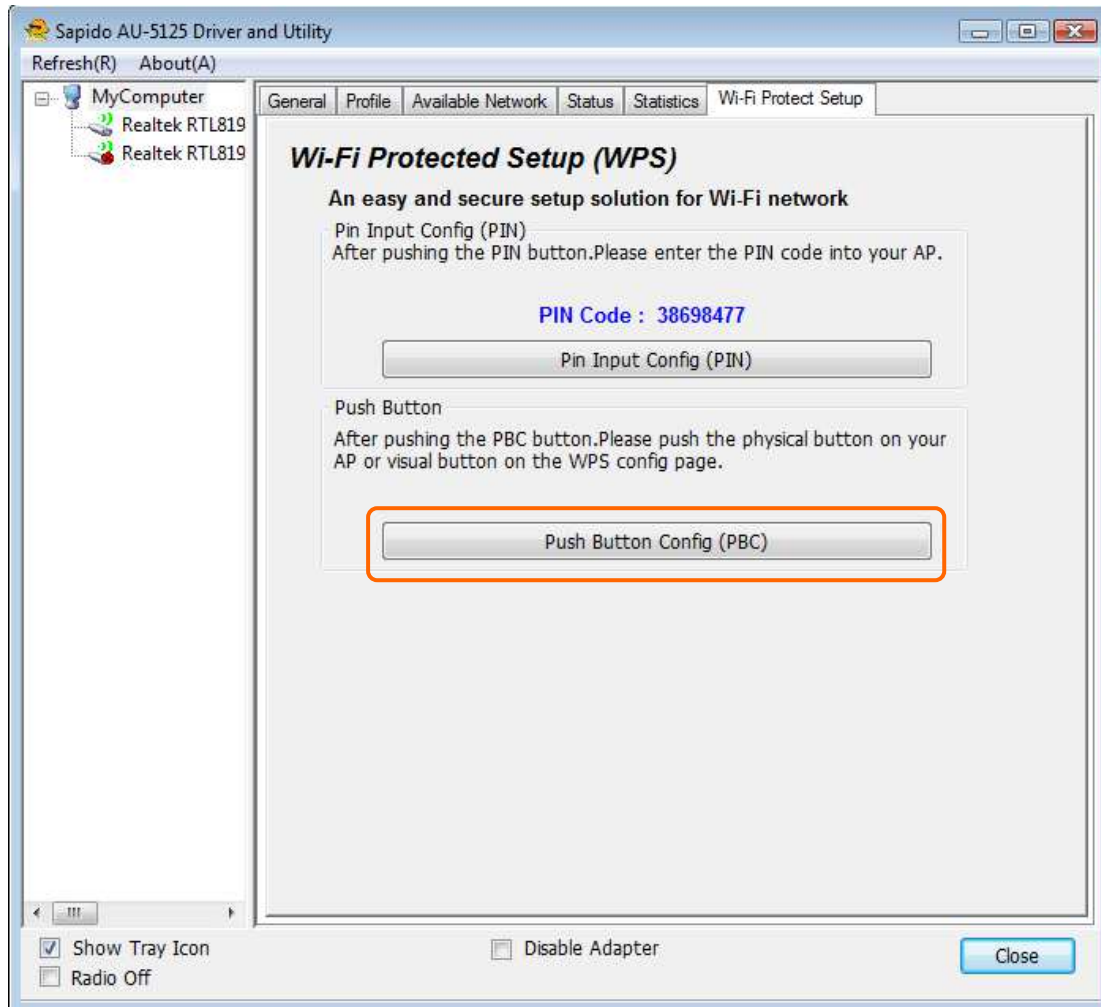 Sapido AU-5125 Driver and Utility
Refresh(R) About(A)
MyComputer
Realtek RTL819
Realtek RTL819
General Profile Available Network Status Statistics Wi-Fi Protect Setup
Wi-Fi Protected Setup (WPS)
An easy and secure setup solution for Wi-Fi network
Pin Input Config (PIN)
After pushing the PIN button.Please enter the PIN code into your AP.
PIN Code : 38698477
Pin Input Config (PIN)
Push Button
After pushing the PBC button.Please push the physical button on your
AP or visual button on the WPS config page.
Push Button Config (PBC)
Show Tray Icon
Disable Adapter
Close
Radio Off